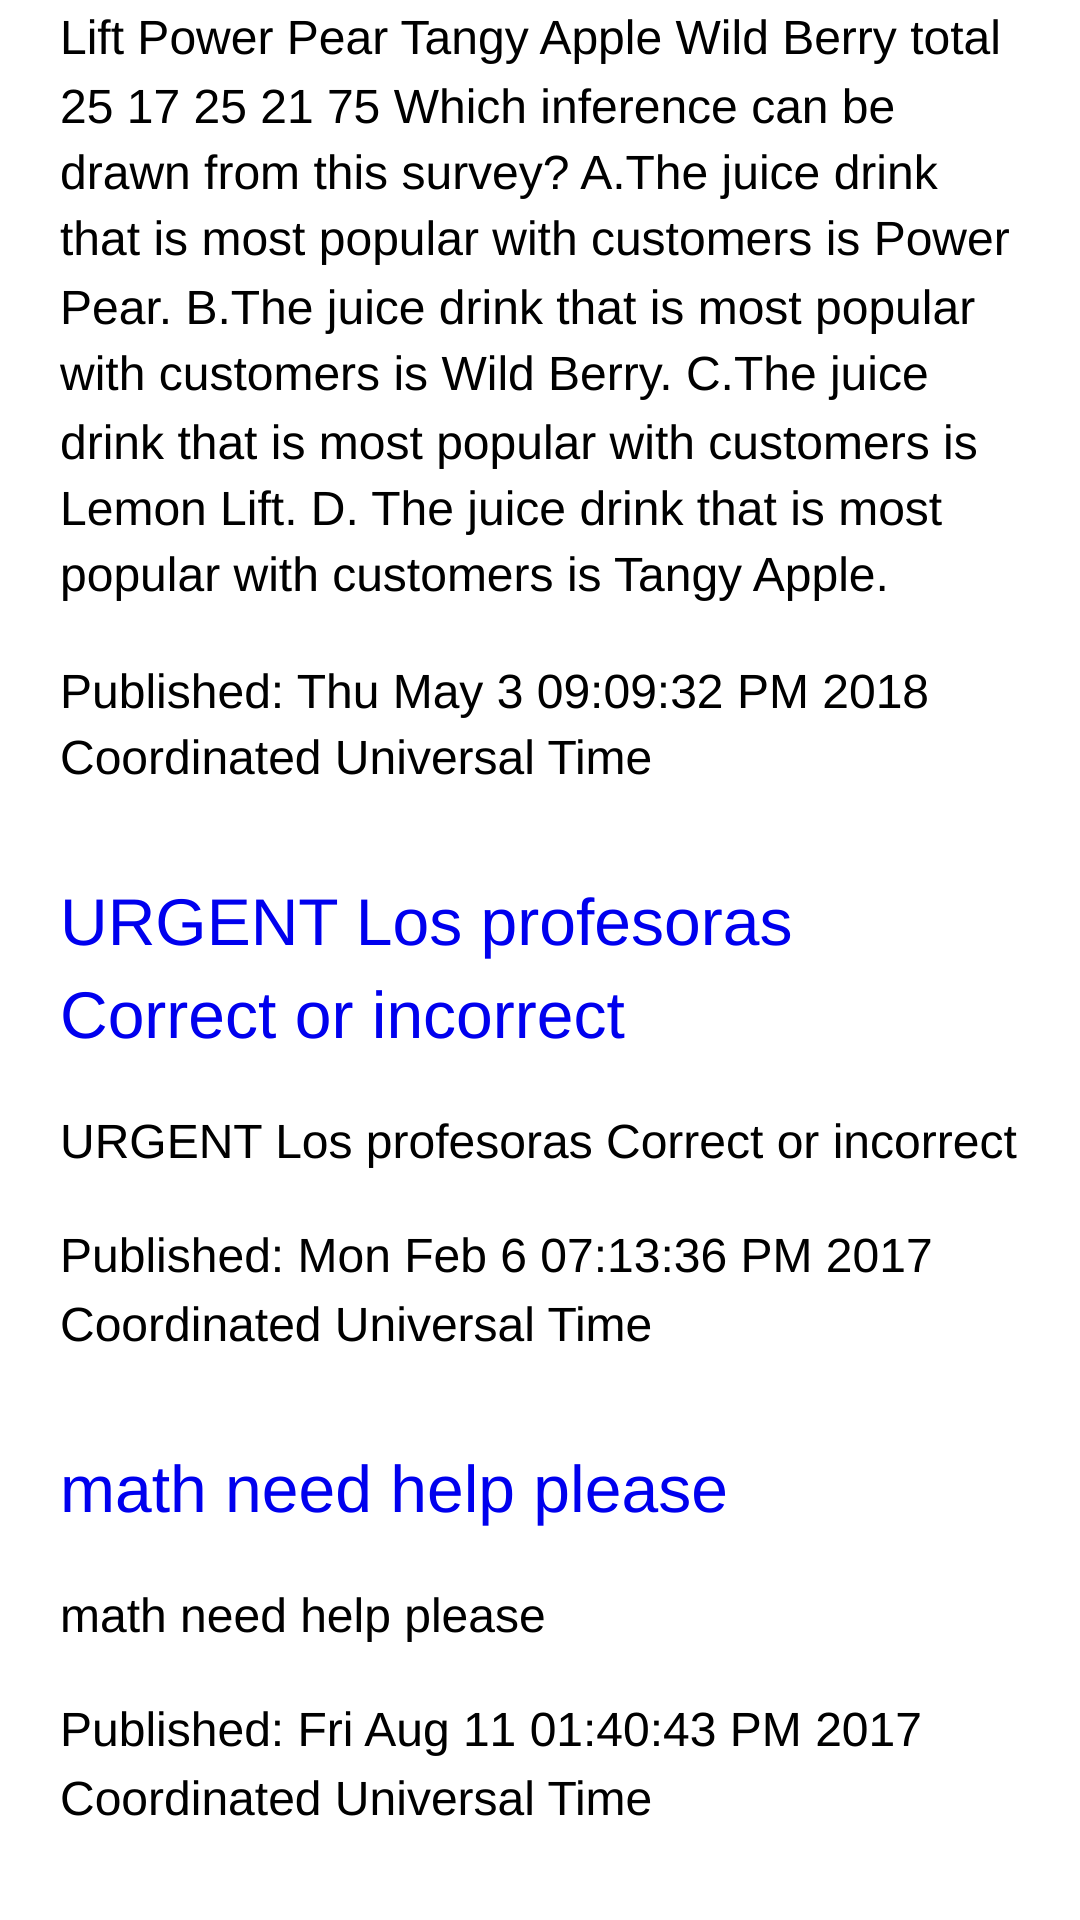 Lift Power Pear Tangy Apple Wild Berry total
25 17 25 21 75 Which inference can be
drawn from this survey? A.The juice drink
that is most popular with customers is Power
Pear. B.The juice drink that is most popular
with customers is Wild Berry. C.The juice
drink that is most popular with customers is
Lemon Lift. D. The juice drink that is most
popular with customers is Tangy Apple.
Published: Thu May 3 09:09:32 PM 2018
Coordinated Universal Time
URGENT Los profesoras
Correct or incorrect
URGENT Los profesoras Correct or incorrect
Published: Mon Feb 6 07:13:36 PM 2017
Coordinated Universal Time
math need help please
math need help please
Published: Fri Aug 11 01:40:43 PM 2017
Coordinated Universal Time